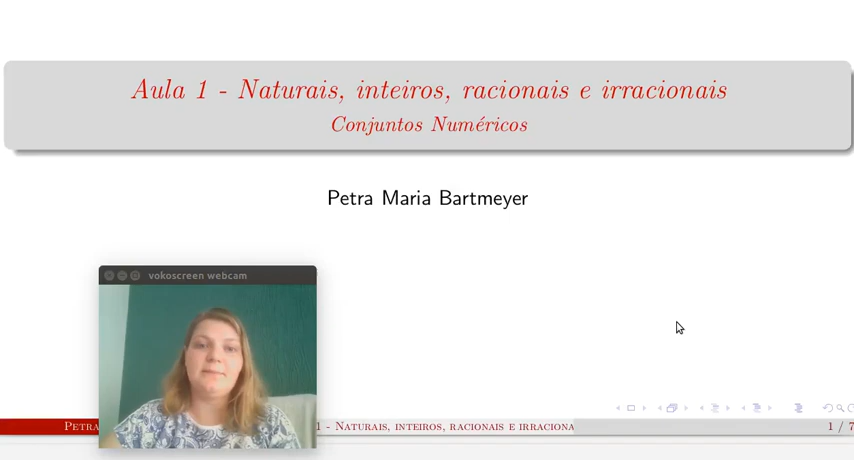 Aula 1 - Naturais, inteiros, racionais e irracionais
Conjuntos Numéricos
Petra Maria Bartmeyer
vokoscreen webcam
Petra
1 - Naturais, inteiros, racionais e irraciona
1 / 7